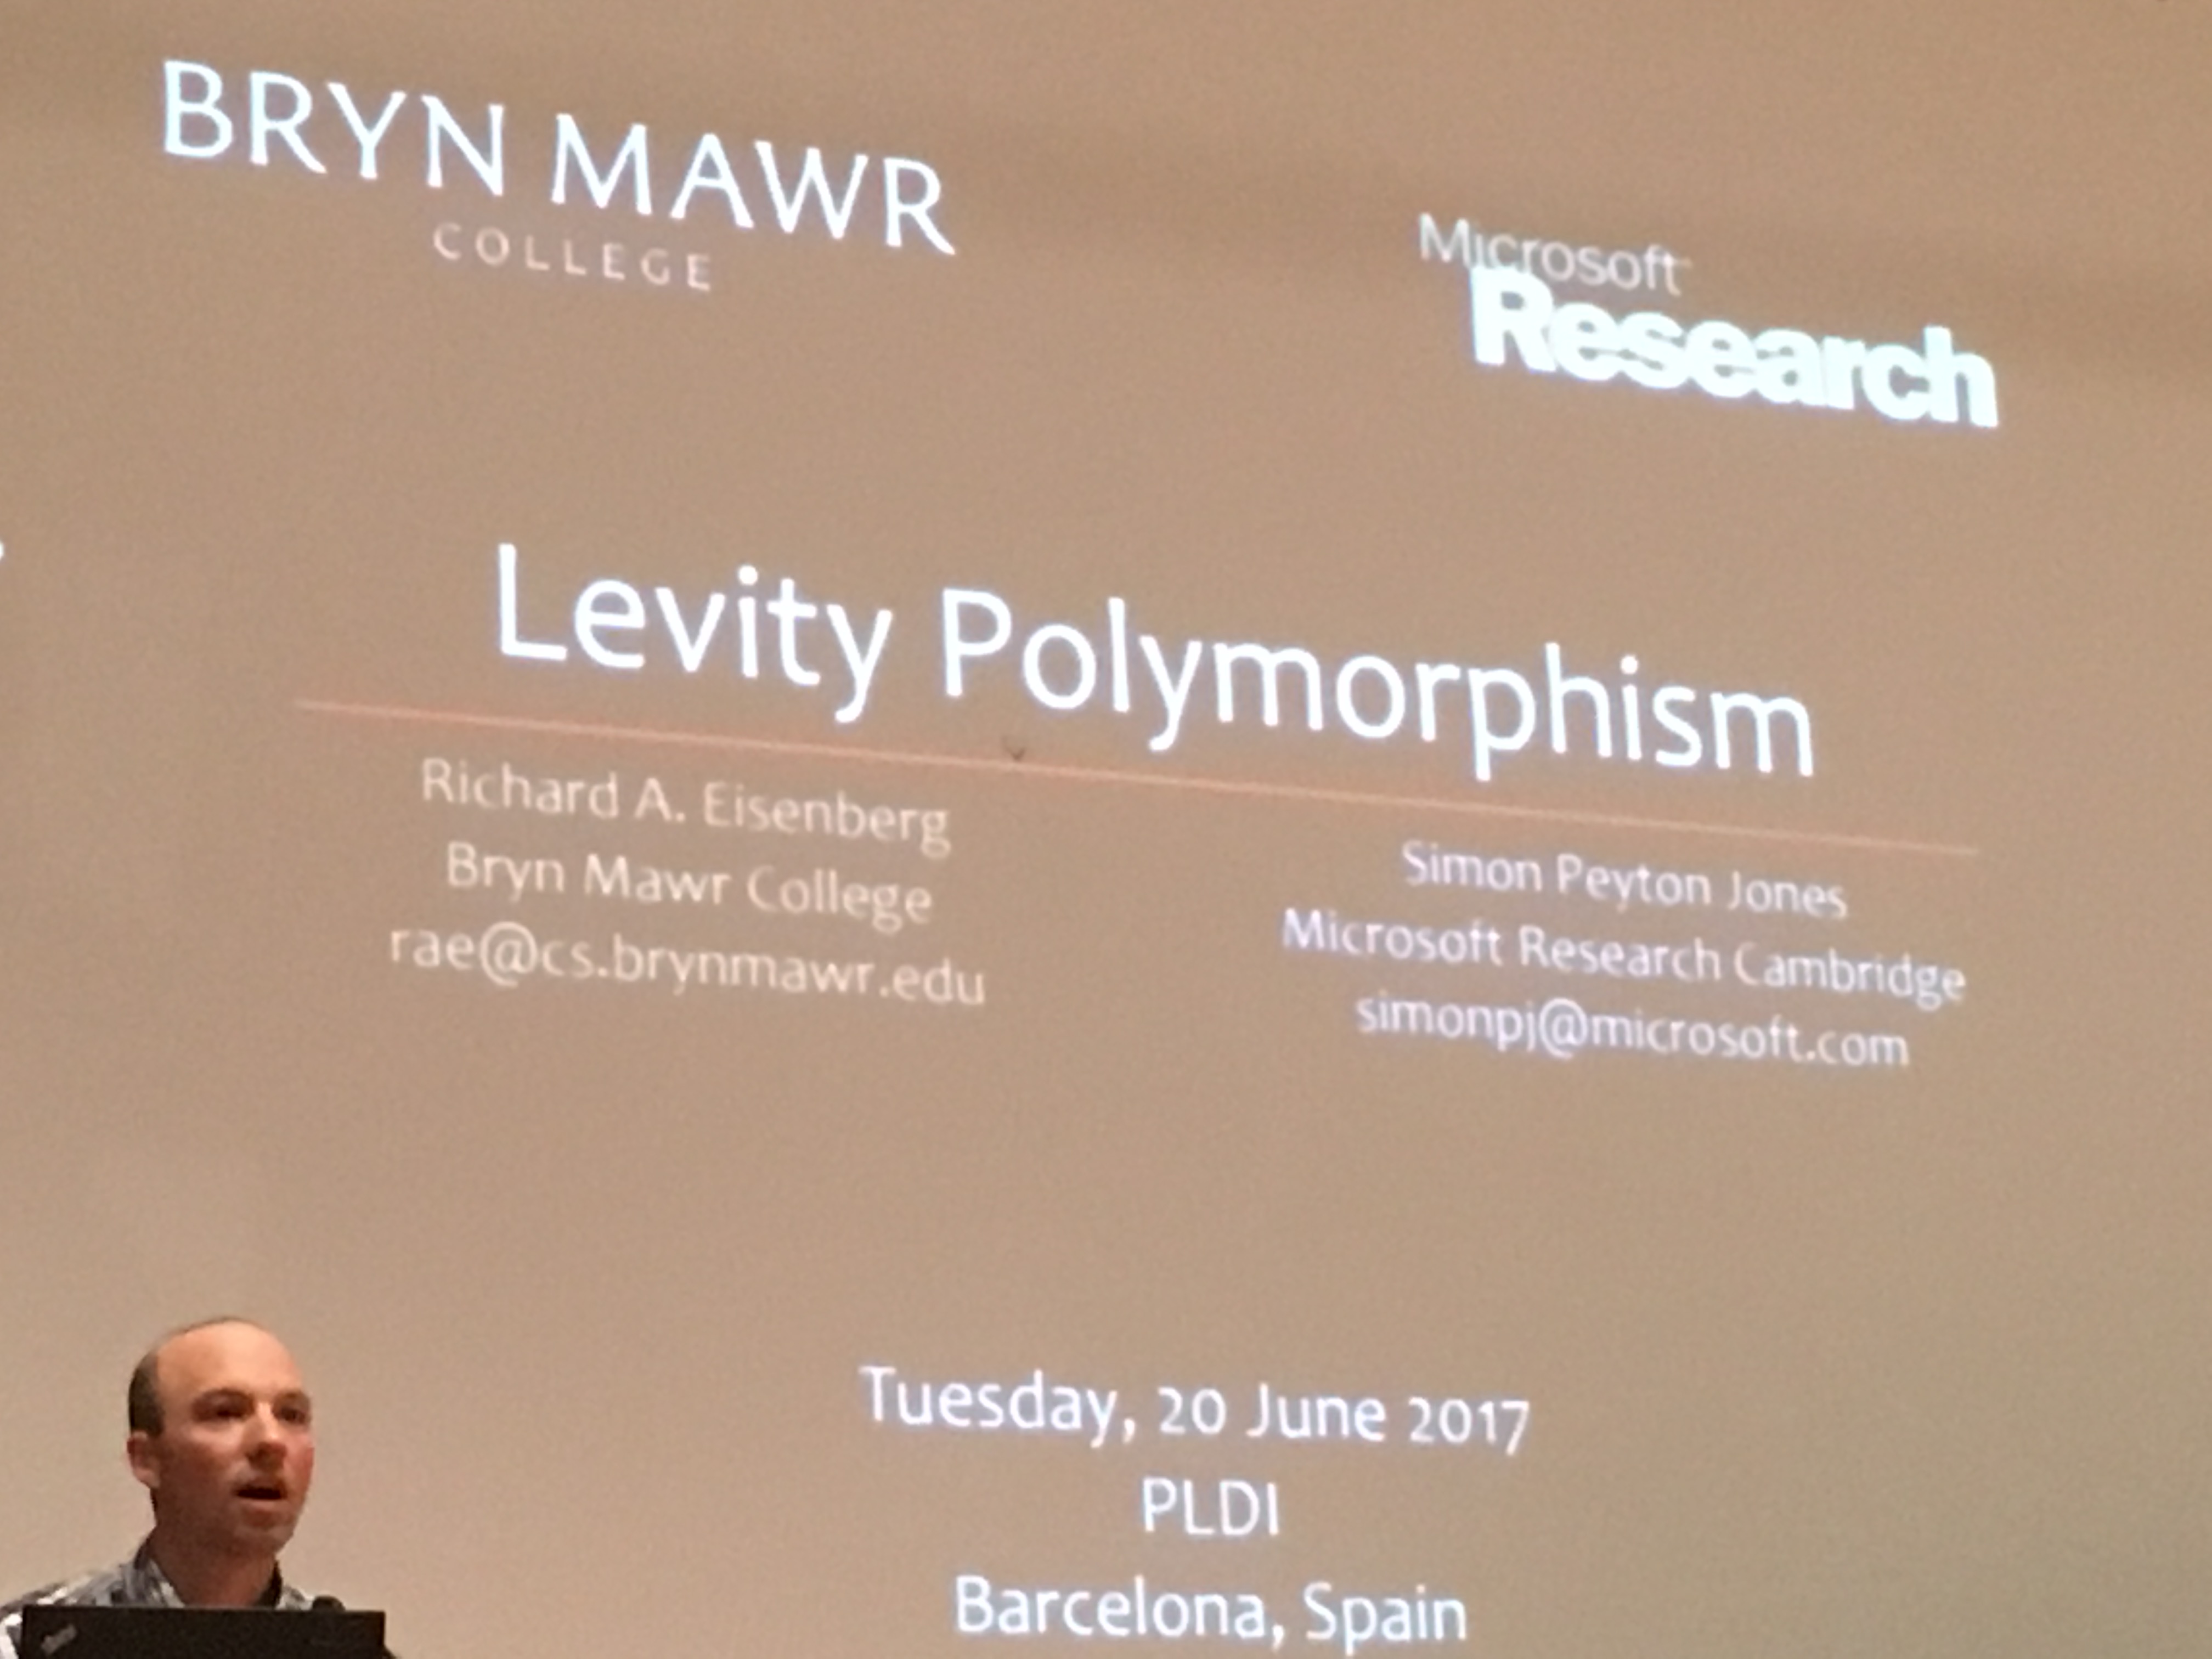 BRYN MAWR
COLLEGE
Microsoft
Research
Levity Polymorphism
Richard A. Eisenberg
Bryn Mawr College
rae@cs.brynmawr.edu
Simon Peyton Jones
Microsoft Research Cambridge
simonpj@microsoft.com
Tuesday, 20 June 2017
PLDI
Barcelona, Spain